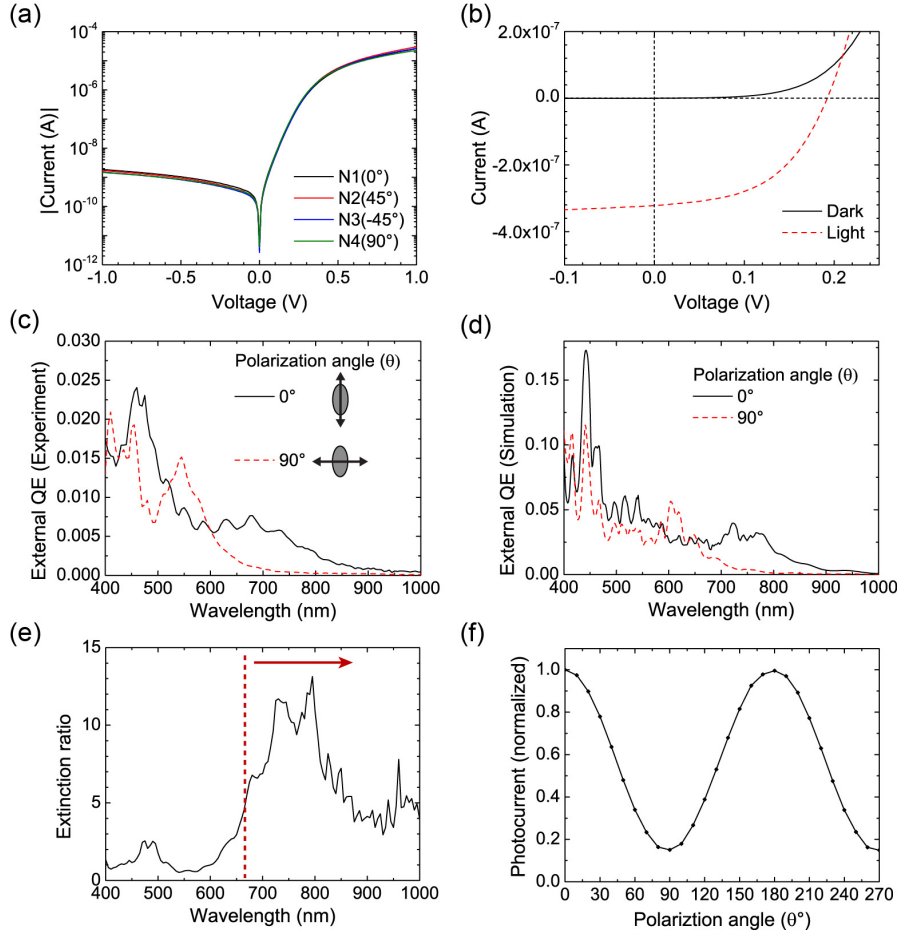 (a)
10⁻⁴
10⁻⁶
10⁻⁸
10⁻¹⁰
10⁻¹²
|Current (A)|
N1(0°)
N2(45°)
N3(-45°)
N4(90°)
-1.0 -0.5 0.0 0.5 1.0
Voltage (V)
(b)
2.0x10⁻⁷
0.0
-2.0x10⁻⁷
-4.0x10⁻⁷
Current (A)
Dark
Light
-0.1 0.0 0.1 0.2
Voltage (V)
(c)
0.030
0.025
0.020
0.015
0.010
0.005
0.000
External QE (Experiment)
Polarization angle (θ)
0°
90°
400 500 600 700 800 900 1000
Wavelength (nm)
(d)
0.15
0.10
0.05
0.00
External QE (Simulation)
Polarization angle (θ)
0°
90°
400 500 600 700 800 900 1000
Wavelength (nm)
(e)
15
10
5
0
Extinction ratio
400 500 600 700 800 900 1000
Wavelength (nm)
(f)
1.0
0.8
0.6
0.4
0.2
0.0
Photocurrent (normalized)
0 30 60 90 120 150 180 210 240 270
Polariztion angle (θ°)